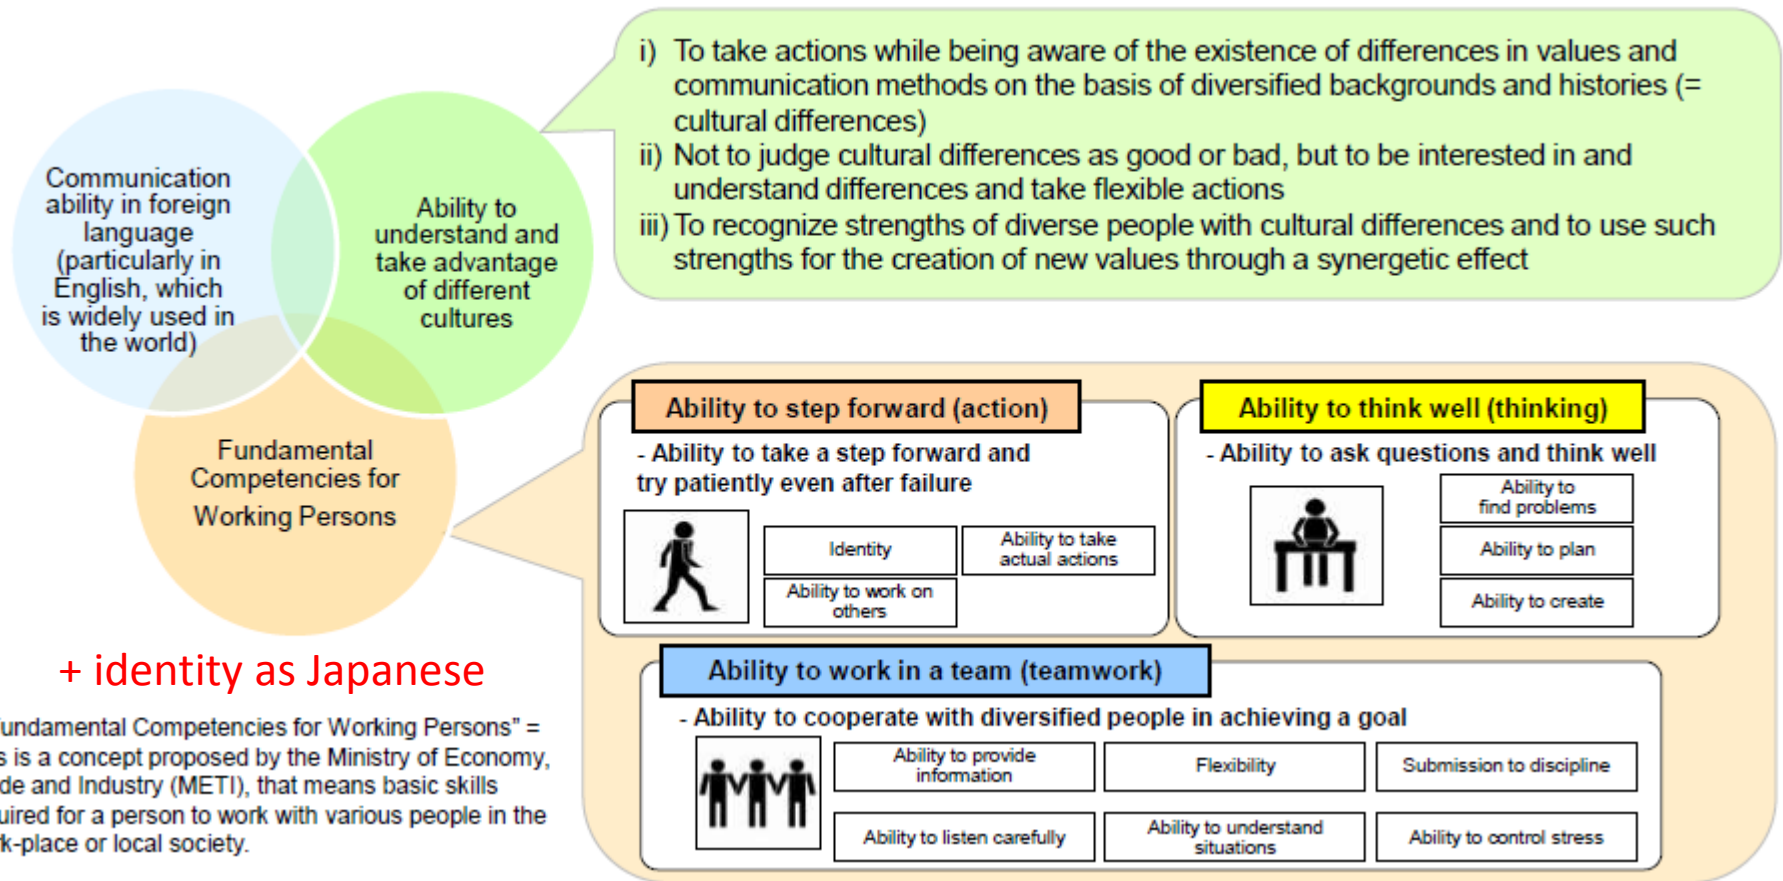 Communication
ability in foreign
language
(particularly in
English, which
is widely used in
the world)
Ability to
understand and
take advantage
of different
cultures
Fundamental
Competencies for
Working Persons
i) To take actions while being aware of the existence of differences in values and
communication methods on the basis of diversified backgrounds and histories (=
cultural differences)
ii) Not to judge cultural differences as good or bad, but to be interested in and
understand differences and take flexible actions
iii) To recognize strengths of diverse people with cultural differences and to use such
strengths for the creation of new values through a synergetic effect
Ability to step forward (action)
- Ability to take a step forward and
try patiently even after failure
Identity
Ability to take
actual actions
Ability to work on
others
Ability to think well (thinking)
- Ability to ask questions and think well
Ability to
find problems
Ability to plan
Ability to create
Ability to work in a team (teamwork)
- Ability to cooperate with diversified people in achieving a goal
Ability to provide
information
Flexibility
Submission to discipline
Ability to listen carefully
Ability to understand
situations
Ability to control stress
+ identity as Japanese
undamental Competencies for Working Persons" =
s is a concept proposed by the Ministry of Economy,
de and Industry (METI), that means basic skills
uired for a person to work with various people in the
k-place or local society.